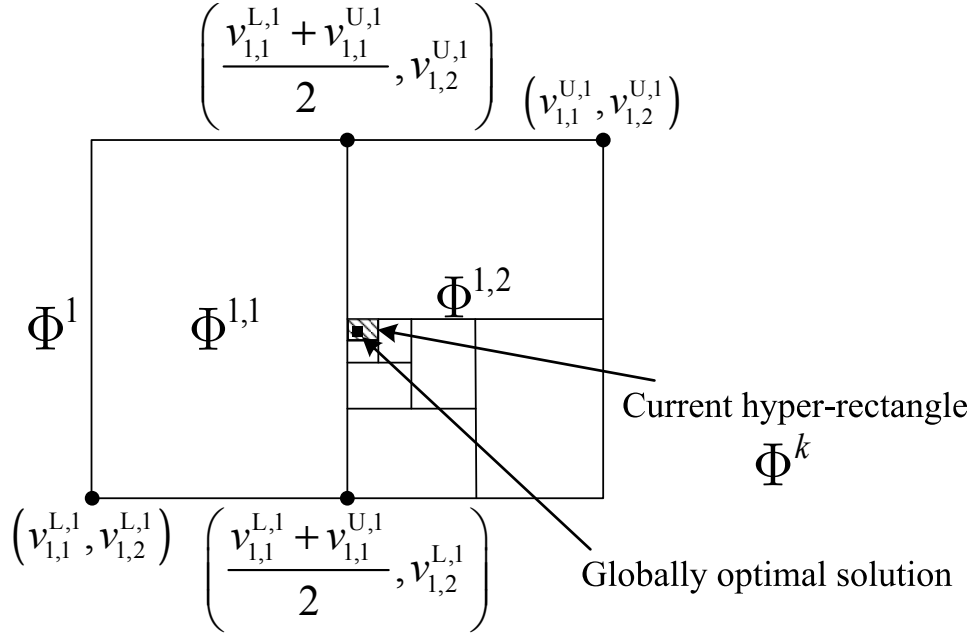 (v_{1,1}^{L,1} + v_{1,1}^{U,1} / 2, v_{1,2}^{U,1})
(v_{1,1}^{U,1}, v_{1,2}^{U,1})
Φ^{1,2}
Φ^1 Φ^{1,1}
Current hyper-rectangle
Φ^k
(v_{1,1}^{L,1}, v_{1,2}^{L,1})
(v_{1,1}^{L,1} + v_{1,1}^{U,1} / 2, v_{1,2}^{L,1})
Globally optimal solution